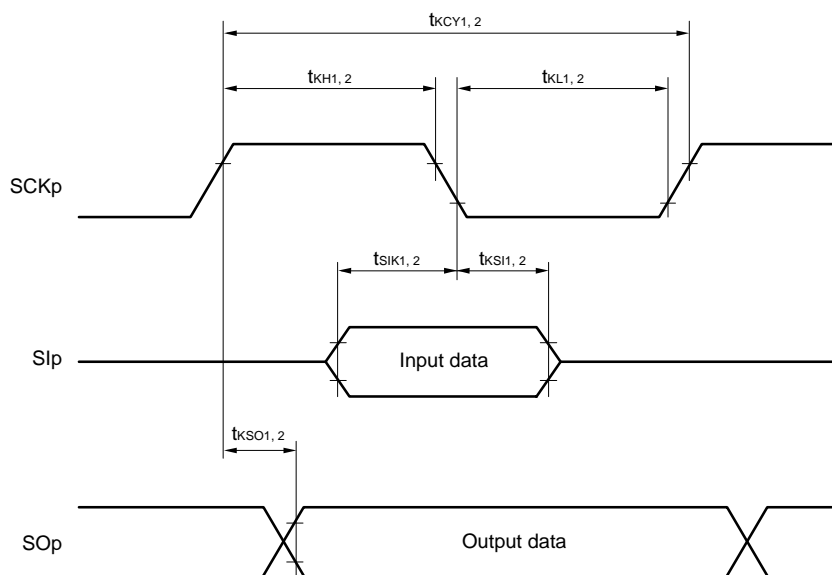 tKCY1, 2
tKH1, 2
tKL1, 2
SCKp
tSIK1, 2
tKSI1, 2
SIp
Input data
tKSO1, 2
SOp
Output data